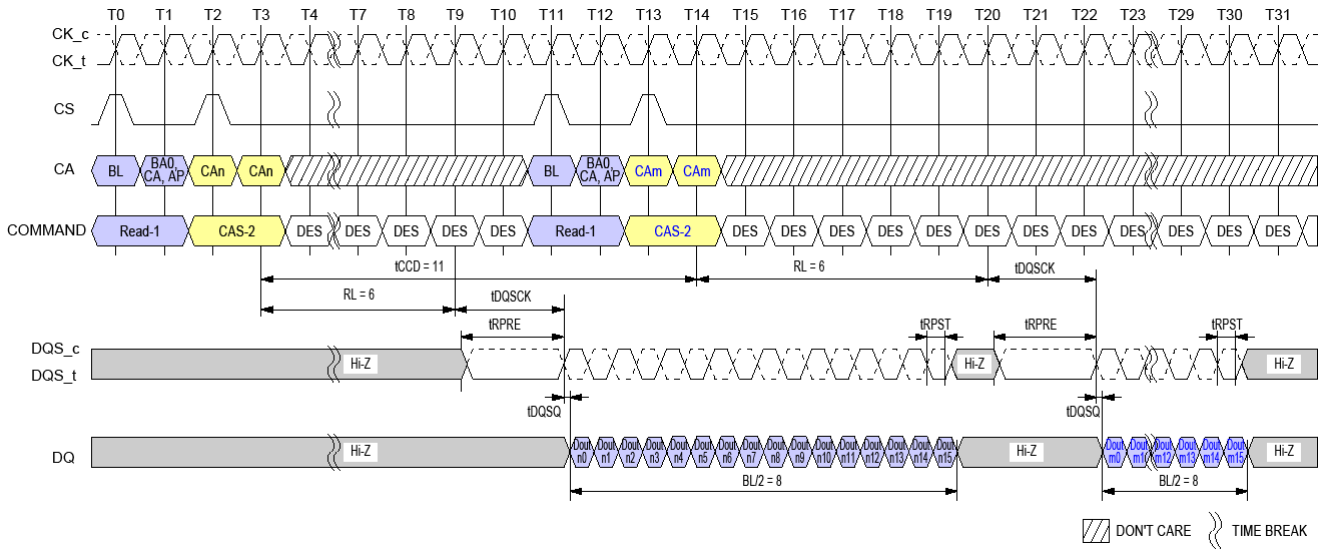 T0 T1 T2 T3 T4 T7 T8 T9 T10 T11 T12 T13 T14 T15 T16 T17 T18 T19 T20 T21 T22 T23 T29 T30 T31
CK_c
CK_t
CS
CA BL BA0, CA, AP CAn CAn BL BA0, CA, AP CAm CAm
COMMAND Read-1 CAS-2 DES DES DES DES DES Read-1 CAS-2 DES DES DES DES DES DES DES DES DES DES DES DES
tCCD = 11 RL = 6 tDQSCK
RL = 6 tDQSCK
tRPRE tRPST tRPRE tRPST
DQS_c
DQS_t
Hi-Z Hi-Z Hi-Z
tDQSQ tDQSQ
DQ Hi-Z Dout n0 Dout n1 Dout n2 Dout n3 Dout n4 Dout n5 Dout n6 Dout n7 Dout n8 Dout n9 Dout n10 Dout n11 Dout n12 Dout n13 Dout n14 Dout n15 Hi-Z Dout m0 Dout m10 Dout m12 Dout m13 Dout m14 Dout m15 Hi-Z
BL/2 = 8 BL/2 = 8
DON'T CARE TIME BREAK